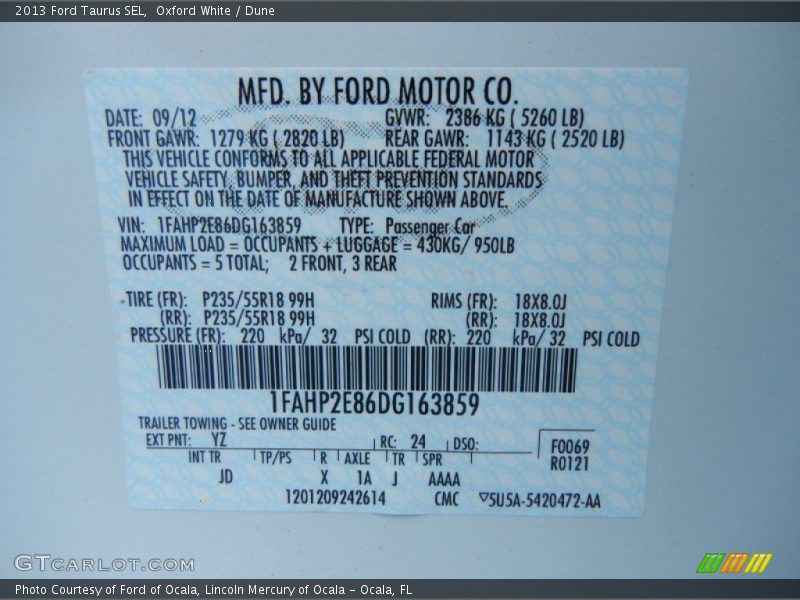 2013 Ford Taurus SEL,  Oxford White / Dune
MFD. BY FORD MOTOR CO.
DATE: 09/12 GVWR: 2386 KG ( 5260 LB)
FRONT GAWR: 1279 KG ( 2820 LB) REAR GAWR: 1143 KG ( 2520 LB)
THIS VEHICLE CONFORMS TO ALL APPLICABLE FEDERAL MOTOR
VEHICLE SAFETY, BUMPER, AND THEFT PREVENTION STANDARDS
IN EFFECT ON THE DATE OF MANUFACTURE SHOWN ABOVE.
VIN: 1FAHP2E86DG163859 TYPE: Passenger Car
MAXIMUM LOAD = OCCUPANTS + LUGGAGE = 430KG/ 950LB
OCCUPANTS = 5 TOTAL; 2 FRONT, 3 REAR
TIRE (FR): P235/55R18 99H RIMS (FR): 18X8.0J
(RR): P235/55R18 99H (RR): 18X8.0J
PRESSURE (FR): 220 kPa/ 32 PSI COLD (RR): 220 kPa/ 32 PSI COLD
1FAHP2E86DG163859
TRAILER TOWING - SEE OWNER GUIDE
EXT PNT: YZ RC: 24 DSO: F0069
INT TR TP/PS R AXLE TR SPR R0121
JD X 1A J AAAA
1201209242614 CMC ▽5U5A-5420472-AA
GTCARLOT.COM
Photo Courtesy of Ford of Ocala, Lincoln Mercury of Ocala – Ocala, FL